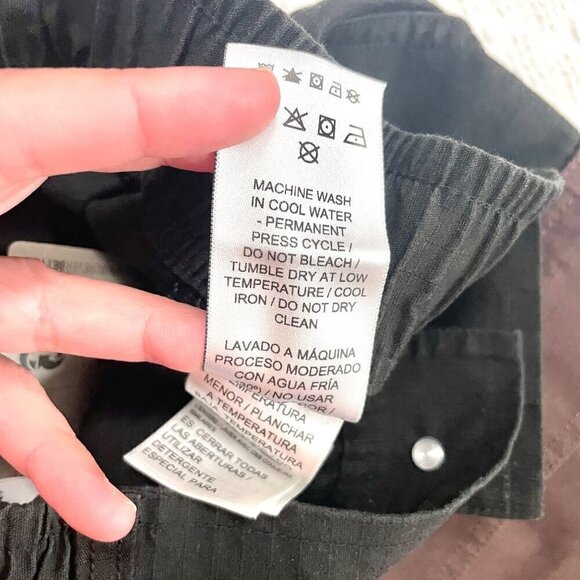 MACHINE WASH
IN COOL WATER
- PERMANENT
PRESS CYCLE /
DO NOT BLEACH /
TUMBLE DRY AT LOW
TEMPERATURE / COOL
IRON / DO NOT DRY
CLEAN
LAVADO A MÁQUINA
PROCESO MODERADO
CON AGUA FRÍA
NO USAR
MENOR / PLANCHAR
A TEMPERATURA
ES. CERRAR TODAS
LAS ABERTURAS /
UTILIZAR
DETERGENTE
ESPECIAL PARA